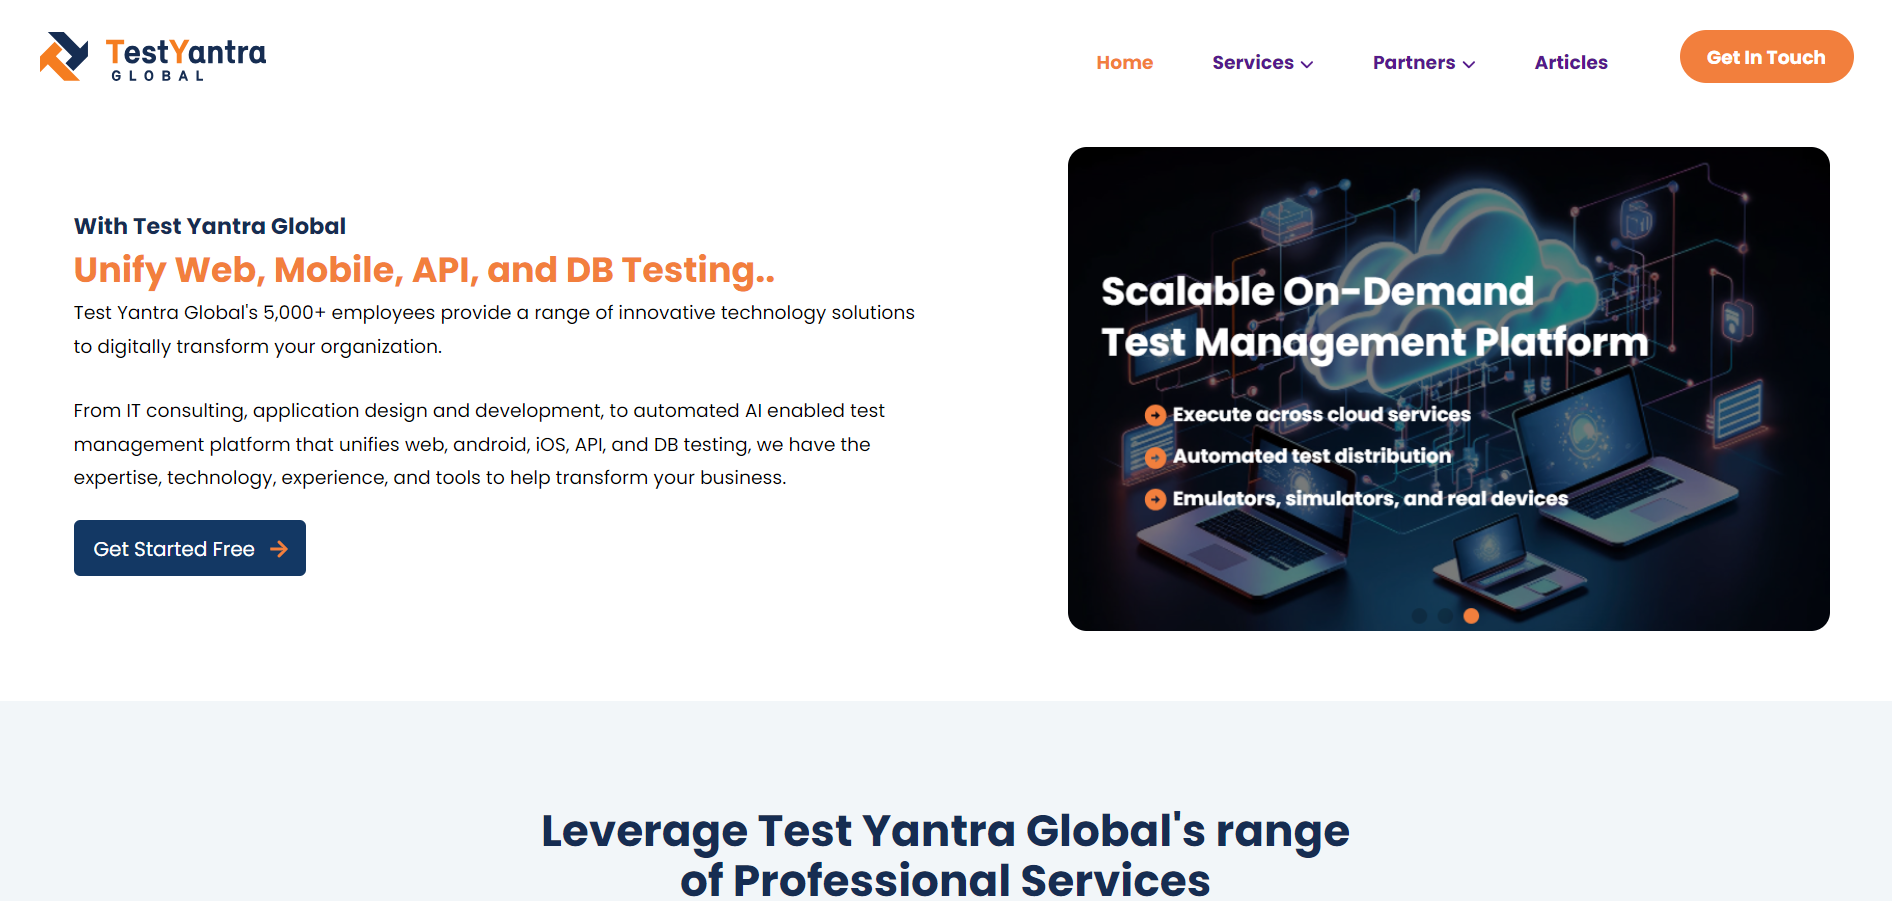 TestYantra
GLOBAL
Home
Services
Partners
Articles
Get In Touch
With Test Yantra Global
Unify Web, Mobile, API, and DB Testing..
Test Yantra Global's 5,000+ employees provide a range of innovative technology solutions
to digitally transform your organization.
From IT consulting, application design and development, to automated AI enabled test
management platform that unifies web, android, iOS, API, and DB testing, we have the
expertise, technology, experience, and tools to help transform your business.
Get Started Free
Scalable On-Demand
Test Management Platform
Execute across cloud services
Automated test distribution
Emulators, simulators, and real devices
Leverage Test Yantra Global's range
of Professional Services